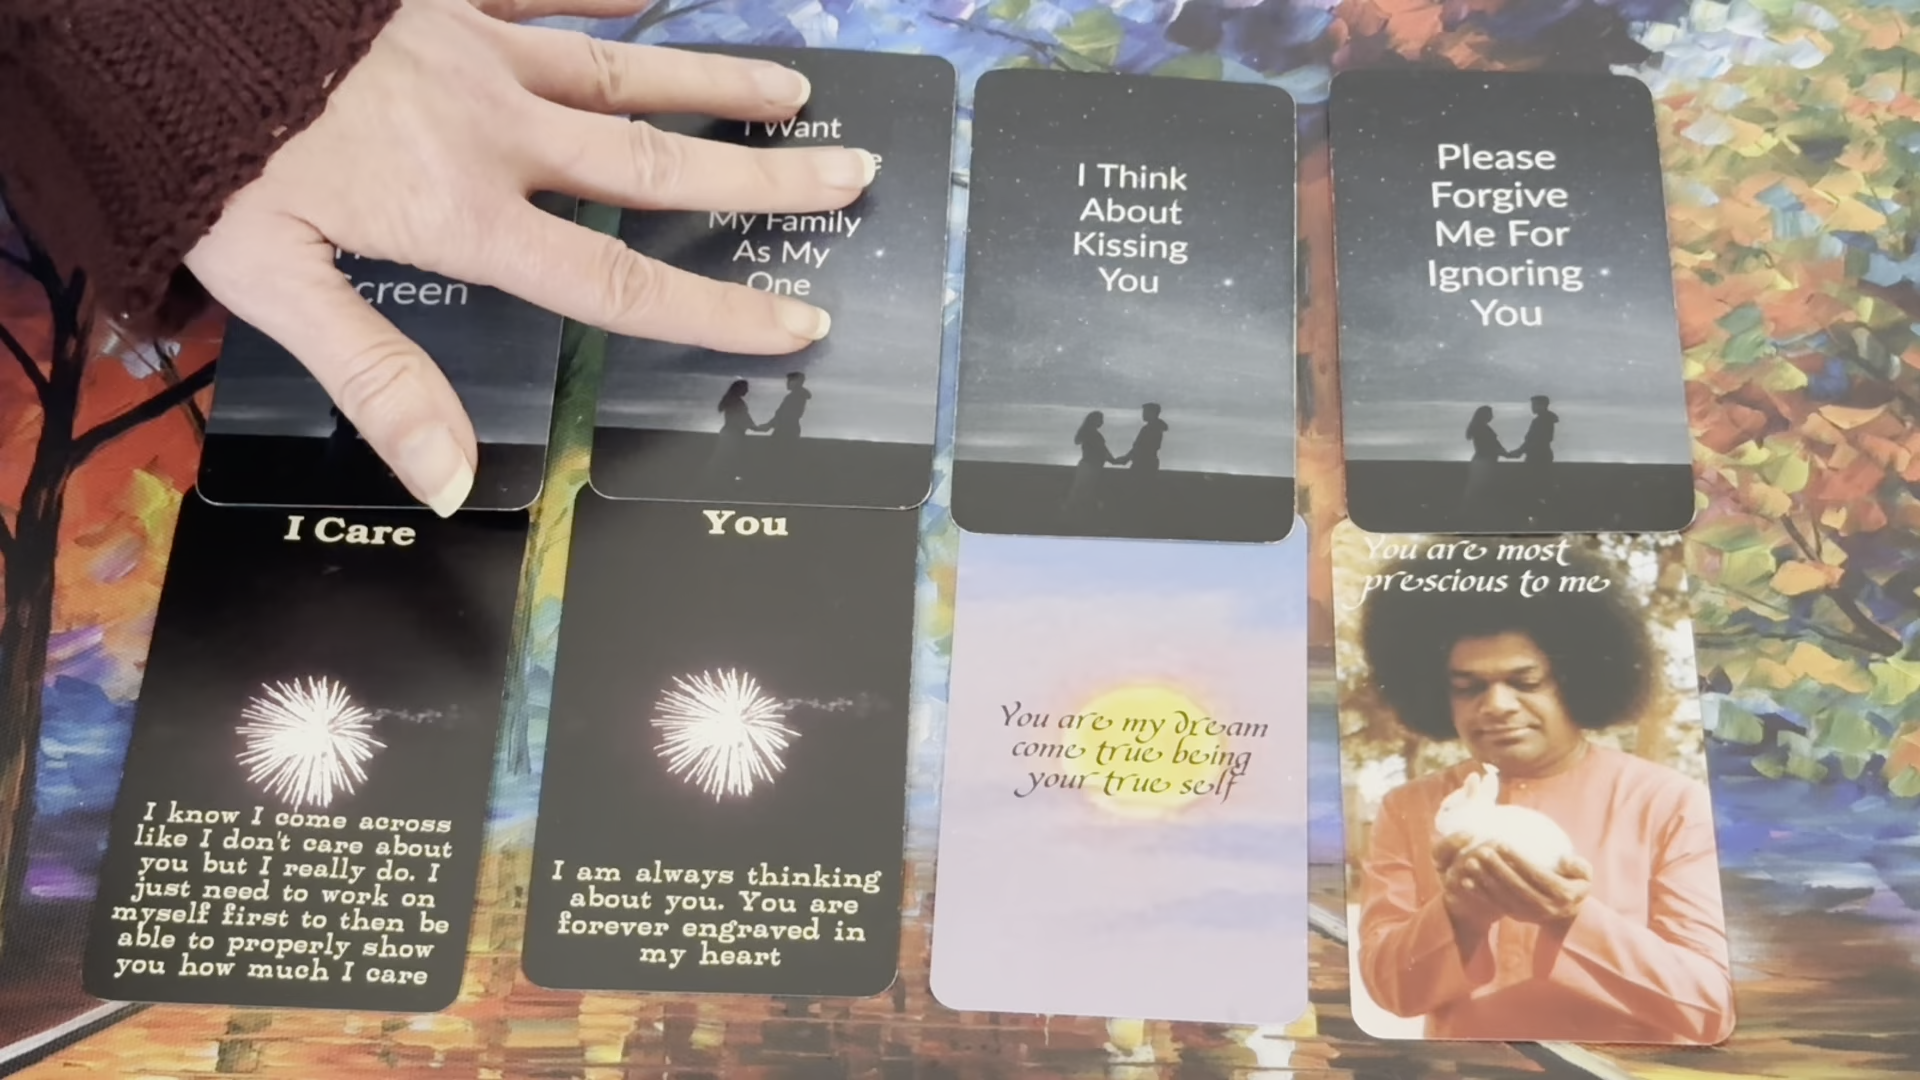 creen
I Want
My Family
As My
One
I Think
About
Kissing
You
Please
Forgive
Me For
Ignoring
You
I Care
I know I come across
like I don't care about
you but I really do. I
just need to work on
myself first to then be
able to properly show
you how much I care
You
I am always thinking
about you. You are
forever engraved in
my heart
You are my dream
come true being
your true self
You are most
prescious to me